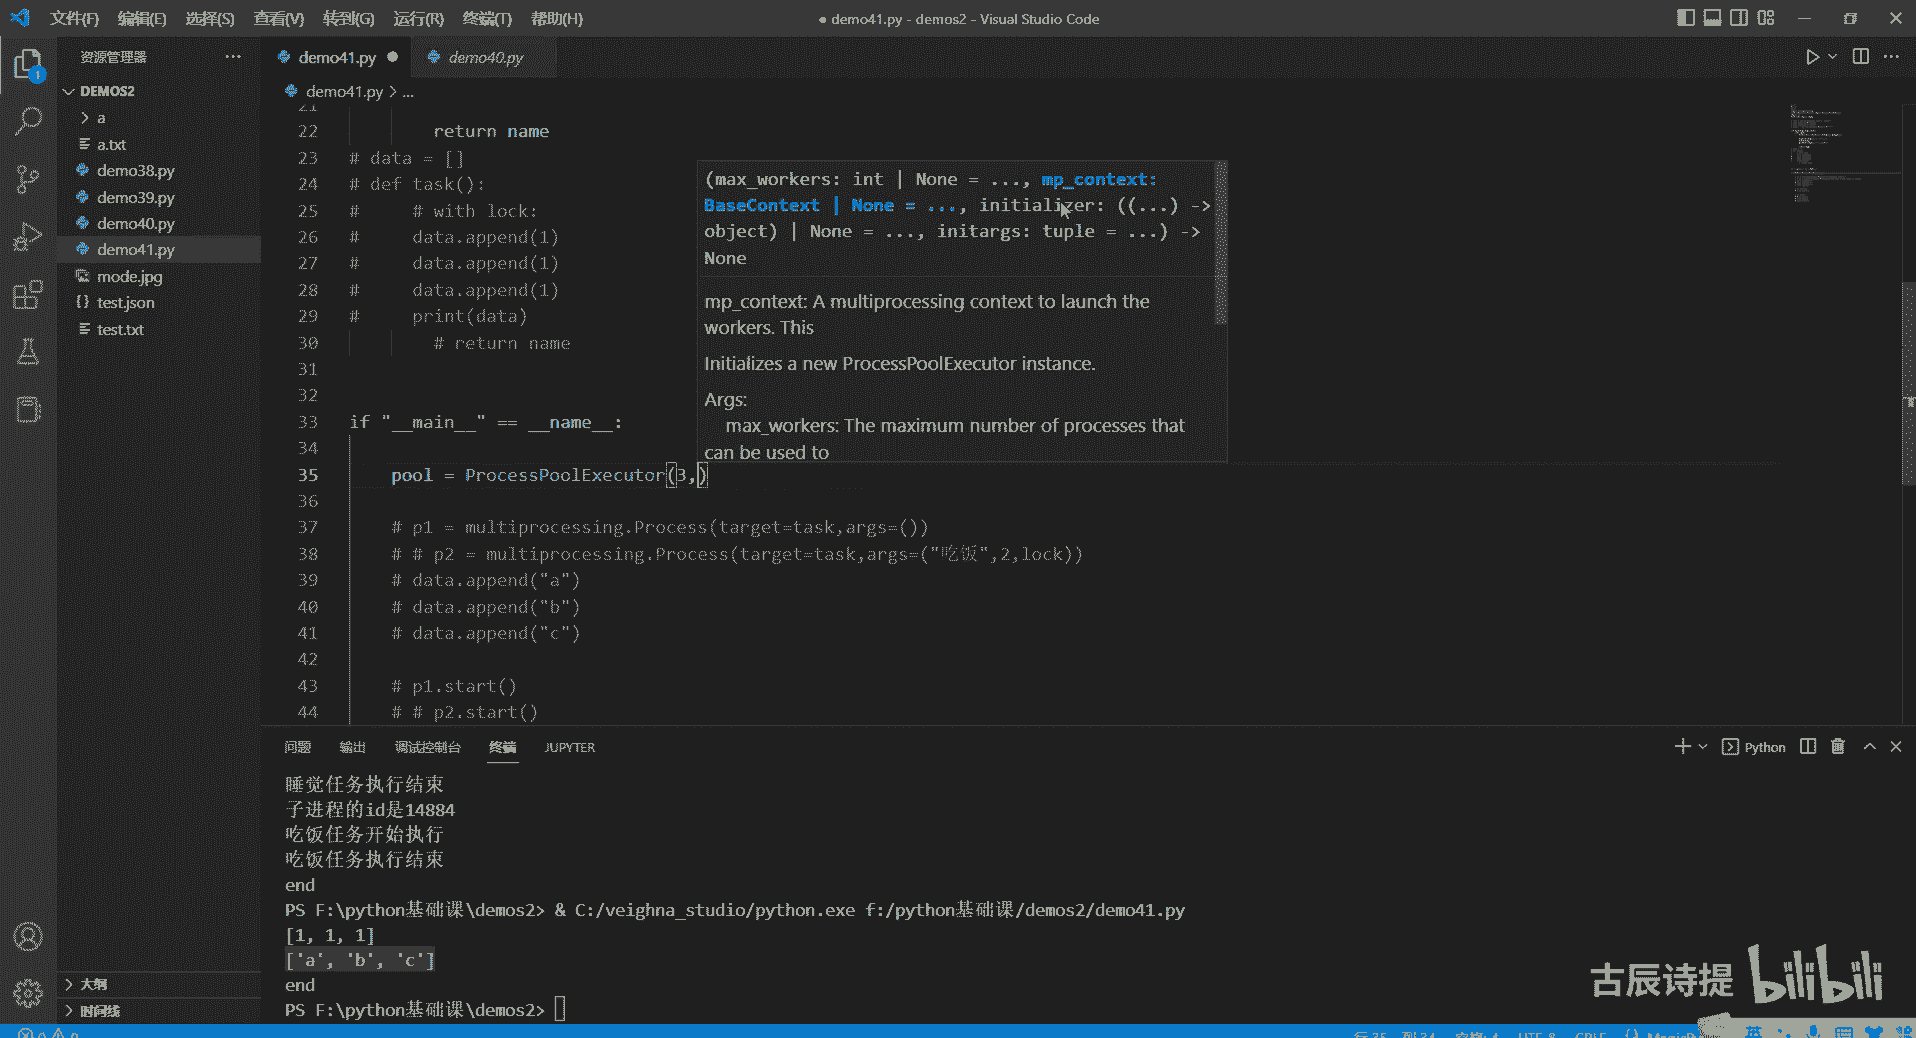 文件(F) 编辑(E) 选择(S) 查看(V) 转到(G) 运行(R) 终端(T) 帮助(H)
● demo41.py - demos2 - Visual Studio Code
资源管理器
demo41.py ●
demo40.py
DEMOS2
demo41.py > ...
a
a.txt
demo38.py
demo39.py
demo40.py
demo41.py
mode.jpg
test.json
test.txt
大纲
时间线
1
21
22 return name
23 # data = []
24 # def task():
25 # # with lock:
26 # data.append(1)
27 # data.append(1)
28 # data.append(1)
29 # print(data)
30 # return name
31
32
33 if "__main__" == __name__:
34
35 pool = ProcessPoolExecutor(3,)
36
37 # p1 = multiprocessing.Process(target=task,args=())
38 # # p2 = multiprocessing.Process(target=task,args=("吃饭",2,lock))
39 # data.append("a")
40 # data.append("b")
41 # data.append("c")
42
43 # p1.start()
44 # # p2.start()
(max_workers: int | None = ..., mp_context:
BaseContext | None = ..., initializer: ((...) ->
object) | None = ..., initargs: tuple = ...) ->
None
mp_context: A multiprocessing context to launch the
workers. This
Initializes a new ProcessPoolExecutor instance.
Args:
max_workers: The maximum number of processes that
can be used to
问题 输出 调试控制台 终端 JUPYTER
Python
睡觉任务执行结束
子进程的id是14884
吃饭任务开始执行
吃饭任务执行结束
end
PS F:\python基础课\demos2> & C:/veighna_studio/python.exe f:/python基础课/demos2/demo41.py
[1, 1, 1]
['a', 'b', 'c']
end
PS F:\python基础课\demos2>
古辰诗提 bilibili
行 35, 列 34 空格: 4 UTF-8 CRLF
英